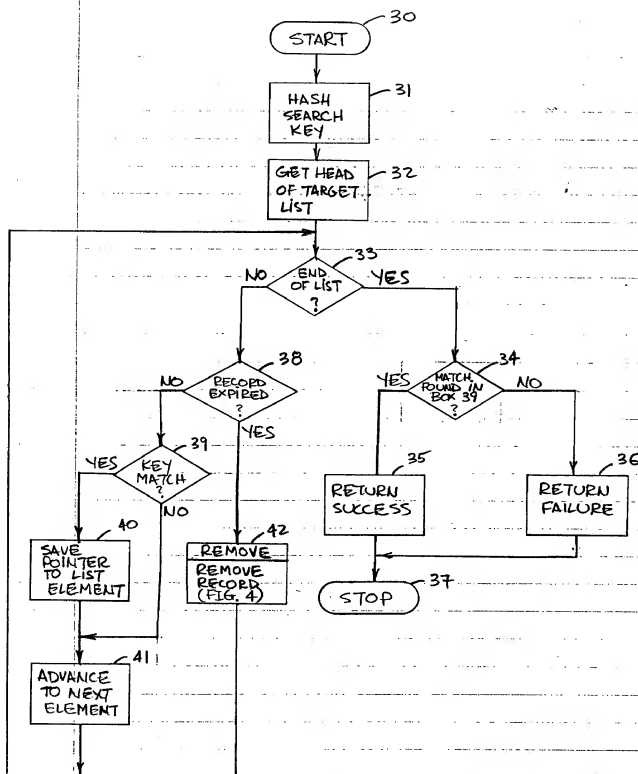 30
START
31
HASH
SEARCH
KEY
32
GET HEAD
OF TARGET
LIST
33
END
OF LIST
?
NO
YES
38
RECORD
EXPIRED
?
NO
YES
34
MATCH
FOUND IN
BOX 39
?
YES
NO
39
KEY
MATCH
?
YES
NO
35
RETURN
SUCCESS
36
RETURN
FAILURE
40
SAVE
POINTER
TO LIST
ELEMENT
42
REMOVE
REMOVE
RECORD
(FIG. 4)
37
STOP
41
ADVANCE
TO NEXT
ELEMENT